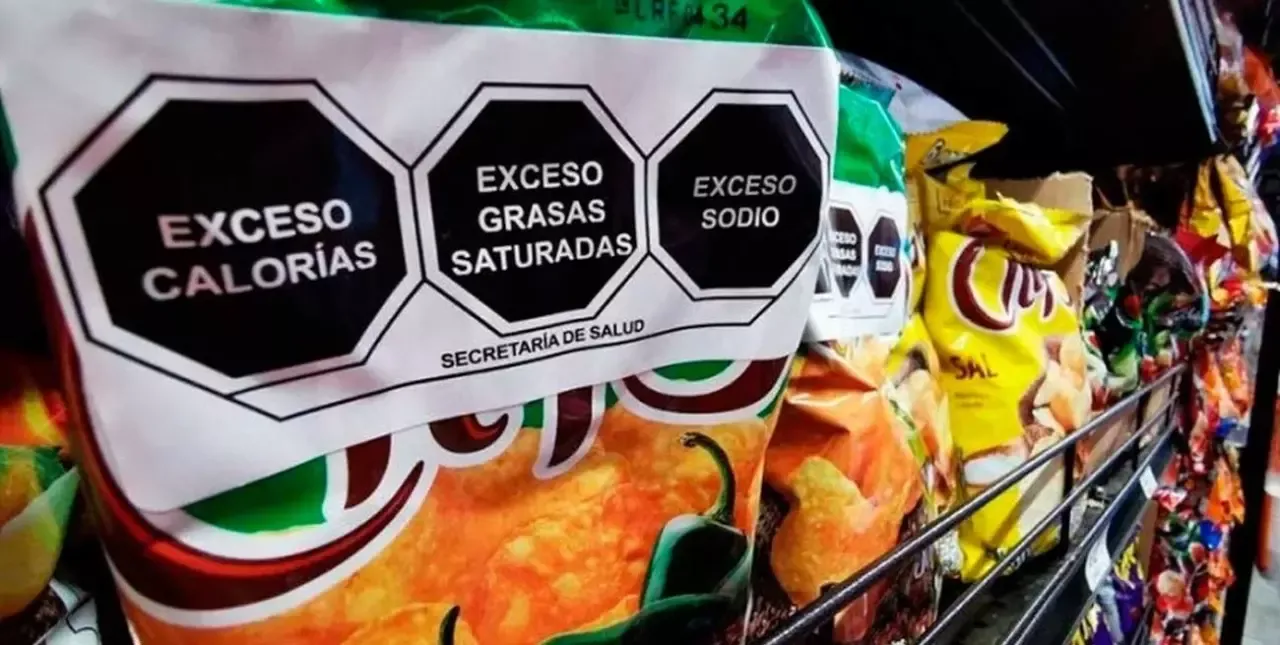 EXCESO
CALORÍAS
EXCESO
GRASAS
SATURADAS
EXCESO
SODIO
SECRETARÍA DE SALUD
EXCESO
SODIO
SAL